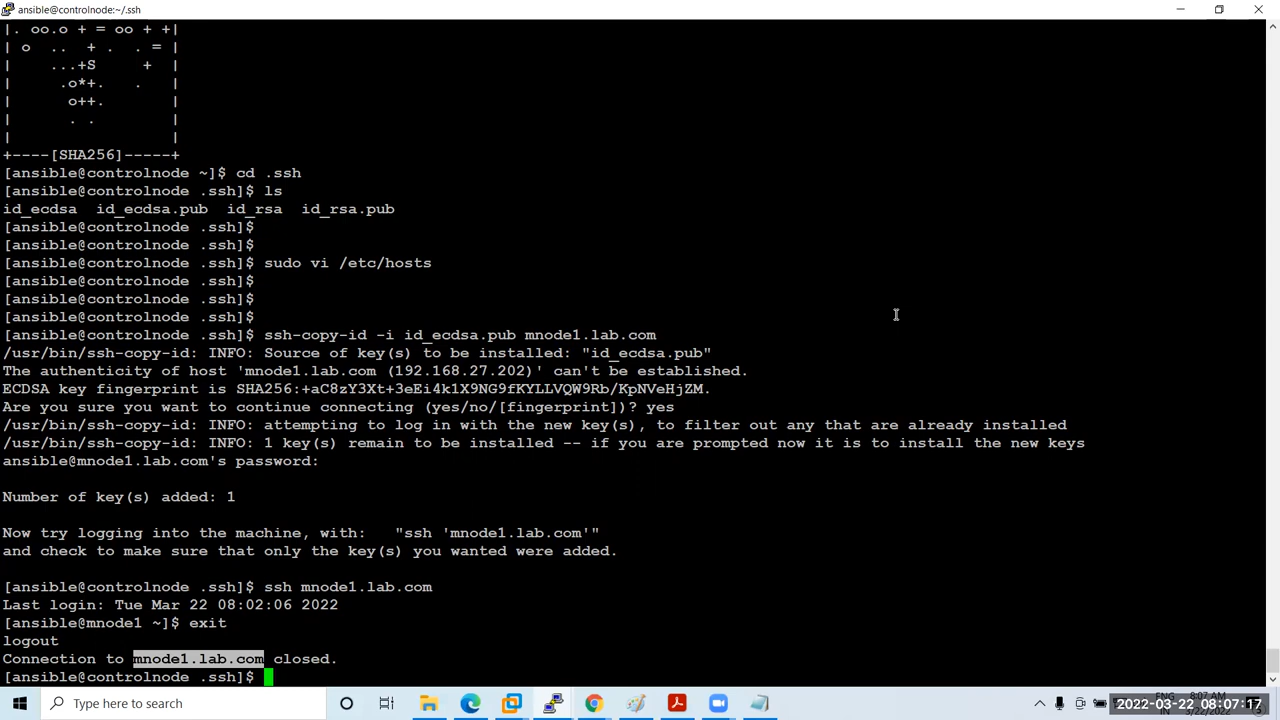 ansible@controlnode:~/.ssh
|. oo.o + = oo + +|
| o .. + . . = |
| ...+S + |
| .o*+. . |
| o++. |
| . . |
| |
+----[SHA256]-----+
[ansible@controlnode ~]$ cd .ssh
[ansible@controlnode .ssh]$ ls
id_ecdsa id_ecdsa.pub id_rsa id_rsa.pub
[ansible@controlnode .ssh]$
[ansible@controlnode .ssh]$
[ansible@controlnode .ssh]$ sudo vi /etc/hosts
[ansible@controlnode .ssh]$
[ansible@controlnode .ssh]$
[ansible@controlnode .ssh]$
[ansible@controlnode .ssh]$ ssh-copy-id -i id_ecdsa.pub mnode1.lab.com
/usr/bin/ssh-copy-id: INFO: Source of key(s) to be installed: "id_ecdsa.pub"
The authenticity of host 'mnode1.lab.com (192.168.27.202)' can't be established.
ECDSA key fingerprint is SHA256:+aC8zY3Xt+3eEi4k1X9NG9fKYLLVQW9Rb/KpNVeHjZM.
Are you sure you want to continue connecting (yes/no/[fingerprint])? yes
/usr/bin/ssh-copy-id: INFO: attempting to log in with the new key(s), to filter out any that are already installed
/usr/bin/ssh-copy-id: INFO: 1 key(s) remain to be installed -- if you are prompted now it is to install the new keys
ansible@mnode1.lab.com's password:
Number of key(s) added: 1
Now try logging into the machine, with: "ssh 'mnode1.lab.com'"
and check to make sure that only the key(s) you wanted were added.
[ansible@controlnode .ssh]$ ssh mnode1.lab.com
Last login: Tue Mar 22 08:02:06 2022
[ansible@mnode1 ~]$ exit
logout
Connection to mnode1.lab.com closed.
[ansible@controlnode .ssh]$
Type here to search
ENG
8:07 AM
2022-03-22 08:07:17